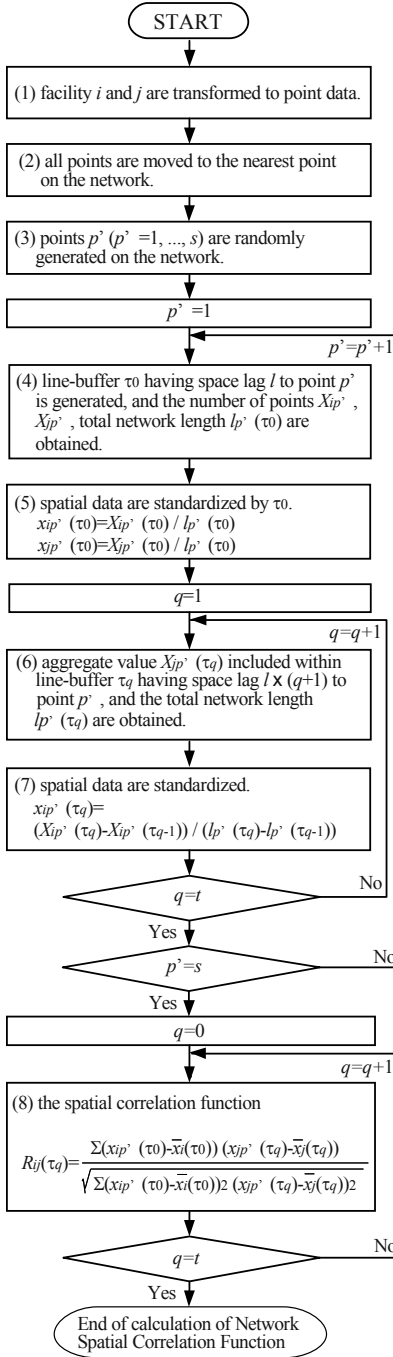 START
(1) facility i and j are transformed to point data.
(2) all points are moved to the nearest point
on the network.
(3) points p' (p' =1, ..., s) are randomly
generated on the network.
p' =1
p'=p'+1
(4) line-buffer τ0 having space lag l to point p'
is generated, and the number of points Xip' ,
Xjp' , total network length lp' (τ0) are
obtained.
(5) spatial data are standardized by τ0.
xip' (τ0)=Xip' (τ0) / lp' (τ0)
xjp' (τ0)=Xjp' (τ0) / lp' (τ0)
q=1
q=q+1
(6) aggregate value Xjp' (τq) included within
line-buffer τq having space lag l x (q+1) to
point p' , and the total network length
lp' (τq) are obtained.
(7) spatial data are standardized.
xip' (τq)=
(Xip' (τq)-Xip' (τq-1)) / (lp' (τq)-lp' (τq-1))
q=t
No
Yes
p'=s
No
Yes
q=0
q=q+1
(8) the spatial correlation function
Rij(τq)=
Σ(xip' (τ0)-x̄i(τ0)) (xjp' (τq)-x̄j(τq))
√Σ(xip' (τ0)-x̄i(τ0))2 (xjp' (τq)-x̄j(τq))2
q=t
No
Yes
End of calculation of Network
Spatial Correlation Function